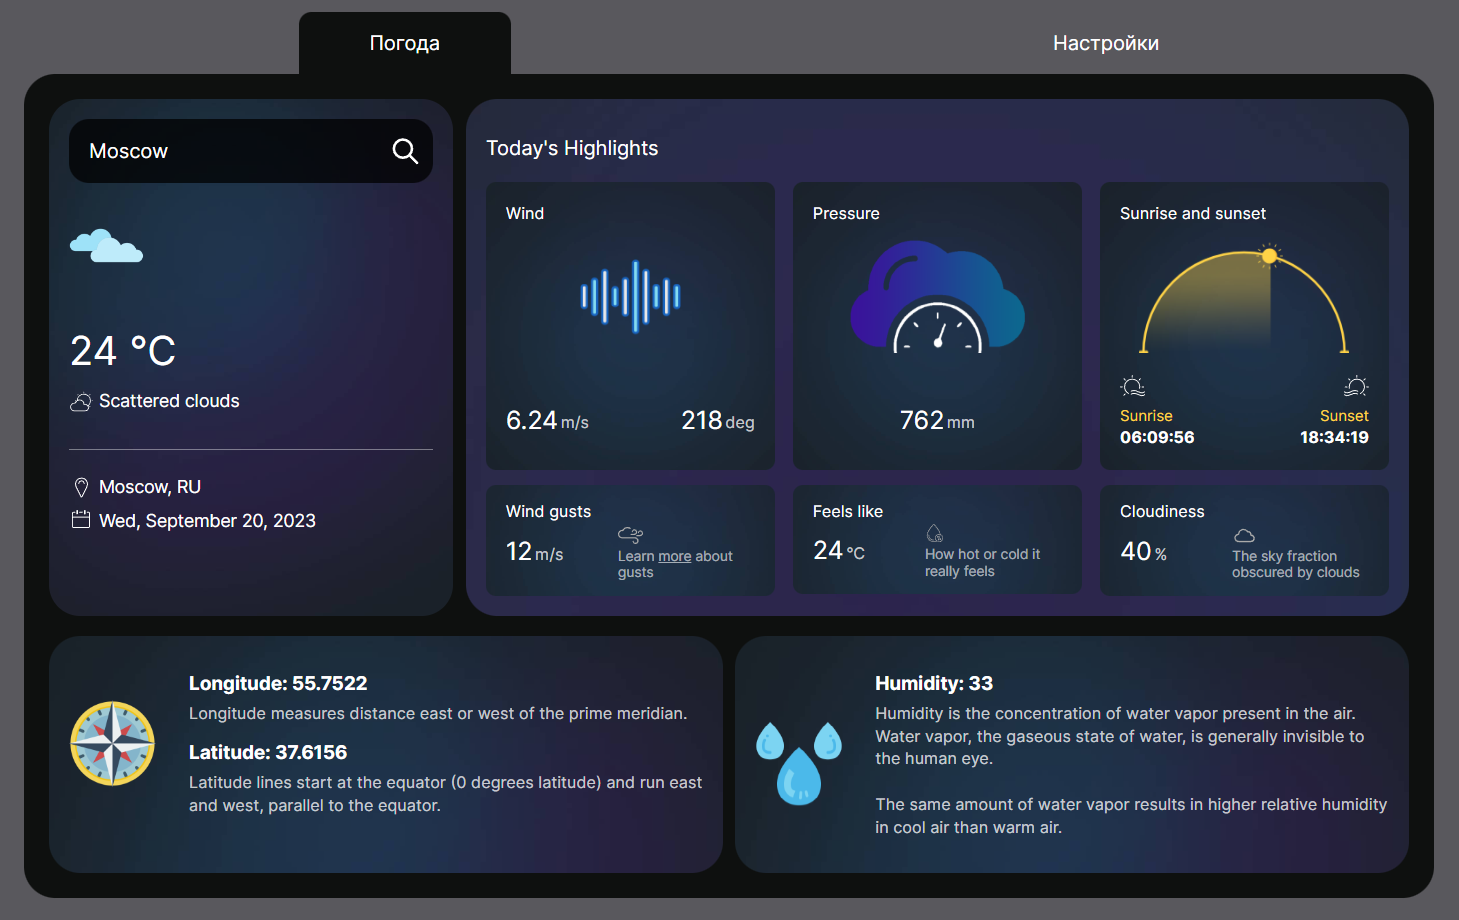 Погода
Настройки
Moscow
24 °C
Scattered clouds
Moscow, RU
Wed, September 20, 2023
Today's Highlights
Wind
6.24 m/s
218 deg
Pressure
762 mm
Sunrise and sunset
Sunrise
06:09:56
Sunset
18:34:19
Wind gusts
12 m/s
Learn more about
gusts
Feels like
24 °C
How hot or cold it
really feels
Cloudiness
40 %
The sky fraction
obscured by clouds
Longitude: 55.7522
Longitude measures distance east or west of the prime meridian.
Latitude: 37.6156
Latitude lines start at the equator (0 degrees latitude) and run east
and west, parallel to the equator.
Humidity: 33
Humidity is the concentration of water vapor present in the air.
Water vapor, the gaseous state of water, is generally invisible to
the human eye.
The same amount of water vapor results in higher relative humidity
in cool air than warm air.